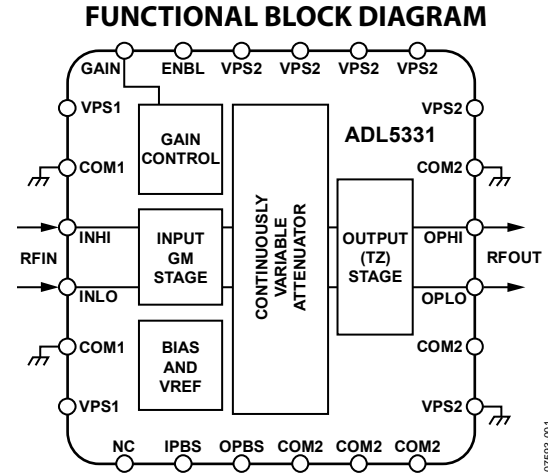 FUNCTIONAL BLOCK DIAGRAM
GAIN ENBL VPS2 VPS2 VPS2 VPS2
VPS1 VPS2
GAIN
CONTROL
ADL5331
COM1 COM2
INHI OPHI
RFIN RFOUT
INLO OPLO
INPUT
GM
STAGE
CONTINUOUSLY
VARIABLE
ATTENUATOR
OUTPUT
(TZ)
STAGE
COM1 COM2
BIAS
AND
VREF
VPS1 VPS2
NC IPBS OPBS COM2 COM2 COM2
07593-001